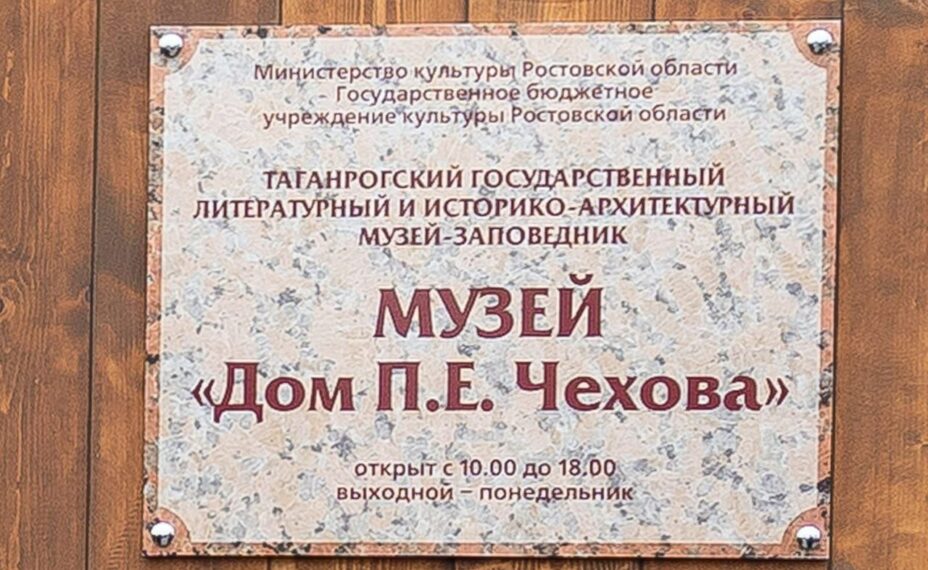 Министерство культуры Ростовской области
Государственное бюджетное
учреждение культуры Ростовской области
ТАГАНРОГСКИЙ ГОСУДАРСТВЕННЫЙ
ЛИТЕРАТУРНЫЙ И ИСТОРИКО-АРХИТЕКТУРНЫЙ
МУЗЕЙ-ЗАПОВЕДНИК
МУЗЕЙ
«Дом П.Е. Чехова»
открыт с 10.00 до 18.00
выходной – понедельник